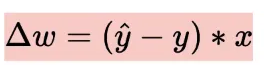 Δw = (ŷ − y) ∗ x